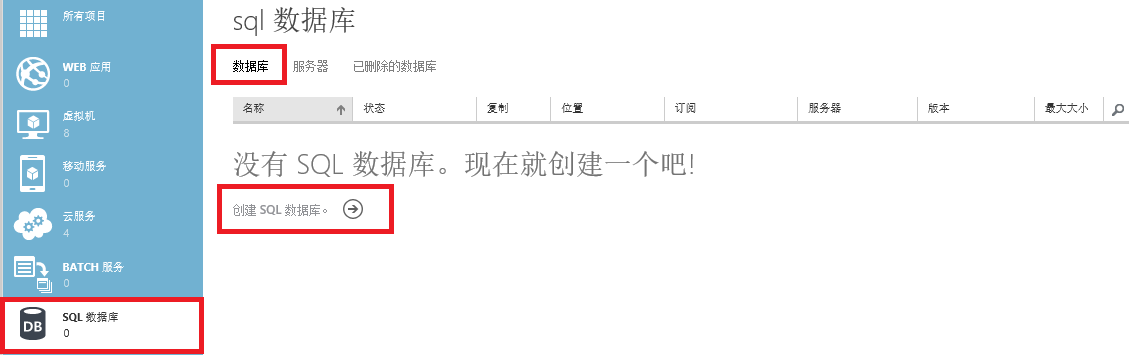 所有项目
WEB 应用
0
虚拟机
8
移动服务
0
云服务
4
BATCH 服务
0
DB
SQL 数据库
0
sql 数据库
数据库 服务器 已删除的数据库
名称 状态 复制 位置 订阅 服务器 版本 最大大小
没有 SQL 数据库。现在就创建一个吧!
创建 SQL 数据库。